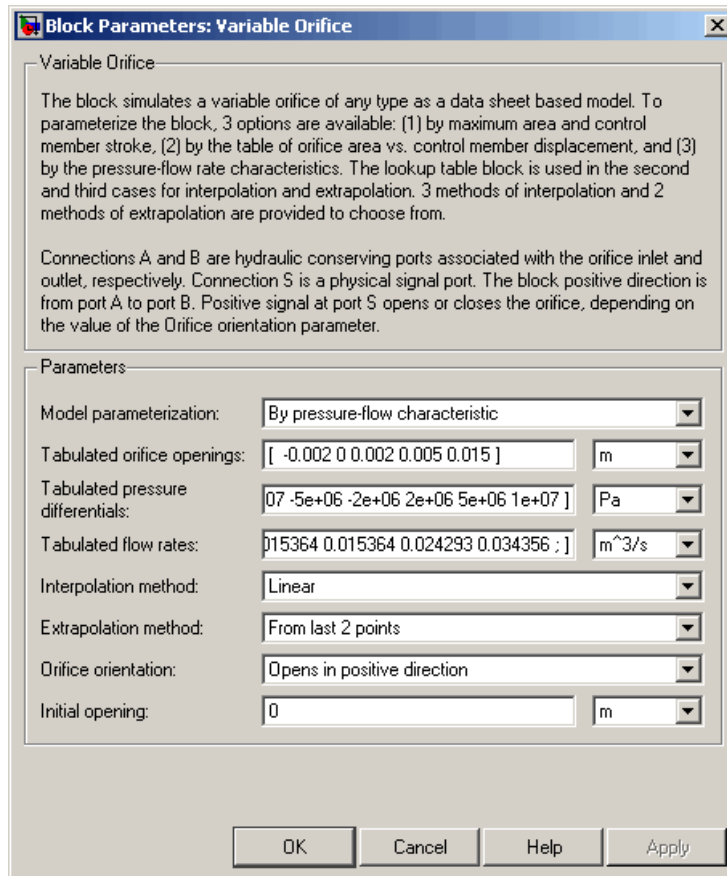 Block Parameters: Variable Orifice
Variable Orifice
The block simulates a variable orifice of any type as a data sheet based model. To
parameterize the block, 3 options are available: (1) by maximum area and control
member stroke, (2) by the table of orifice area vs. control member displacement, and (3)
by the pressure-flow rate characteristics. The lookup table block is used in the second
and third cases for interpolation and extrapolation. 3 methods of interpolation and 2
methods of extrapolation are provided to choose from.
Connections A and B are hydraulic conserving ports associated with the orifice inlet and
outlet, respectively. Connection S is a physical signal port. The block positive direction is
from port A to port B. Positive signal at port S opens or closes the orifice, depending on
the value of the Orifice orientation parameter.
Parameters
Model parameterization: By pressure-flow characteristic
Tabulated orifice openings: [ -0.002 0 0.002 0.005 0.015 ] m
Tabulated pressure
differentials: 07 -5e+06 -2e+06 2e+06 5e+06 1e+07 ] Pa
Tabulated flow rates: 015364 0.015364 0.024293 0.034356 ; ] m^3/s
Interpolation method: Linear
Extrapolation method: From last 2 points
Orifice orientation: Opens in positive direction
Initial opening: 0 m
OK Cancel Help Apply